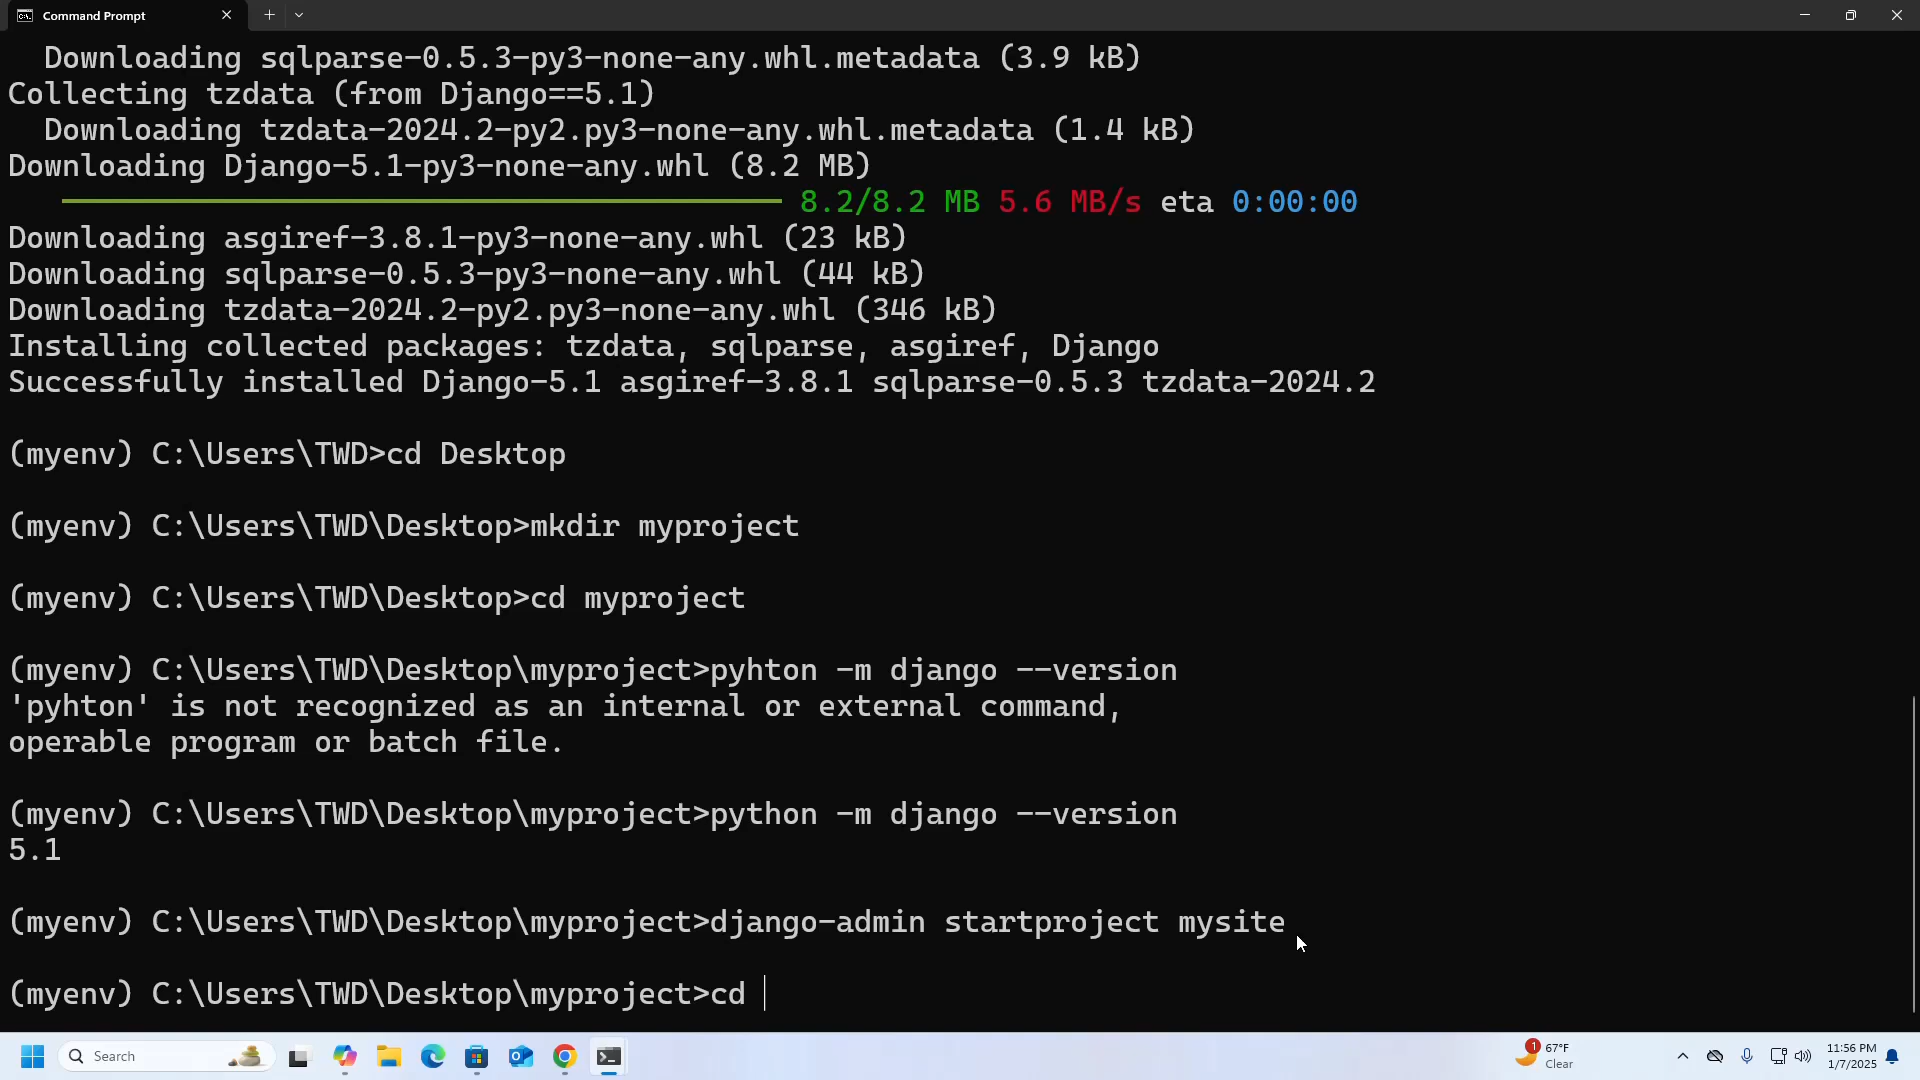 Command Prompt
Downloading sqlparse-0.5.3-py3-none-any.whl.metadata (3.9 kB)
Collecting tzdata (from Django==5.1)
Downloading tzdata-2024.2-py2.py3-none-any.whl.metadata (1.4 kB)
Downloading Django-5.1-py3-none-any.whl (8.2 MB)
8.2/8.2 MB 5.6 MB/s eta 0:00:00
Downloading asgiref-3.8.1-py3-none-any.whl (23 kB)
Downloading sqlparse-0.5.3-py3-none-any.whl (44 kB)
Downloading tzdata-2024.2-py2.py3-none-any.whl (346 kB)
Installing collected packages: tzdata, sqlparse, asgiref, Django
Successfully installed Django-5.1 asgiref-3.8.1 sqlparse-0.5.3 tzdata-2024.2
(myenv) C:\Users\TWD>cd Desktop
(myenv) C:\Users\TWD\Desktop>mkdir myproject
(myenv) C:\Users\TWD\Desktop>cd myproject
(myenv) C:\Users\TWD\Desktop\myproject>pyhton -m django --version
'pyhton' is not recognized as an internal or external command,
operable program or batch file.
(myenv) C:\Users\TWD\Desktop\myproject>python -m django --version
5.1
(myenv) C:\Users\TWD\Desktop\myproject>django-admin startproject mysite
(myenv) C:\Users\TWD\Desktop\myproject>cd
Search
1
67°F
Clear
11:56 PM
1/7/2025